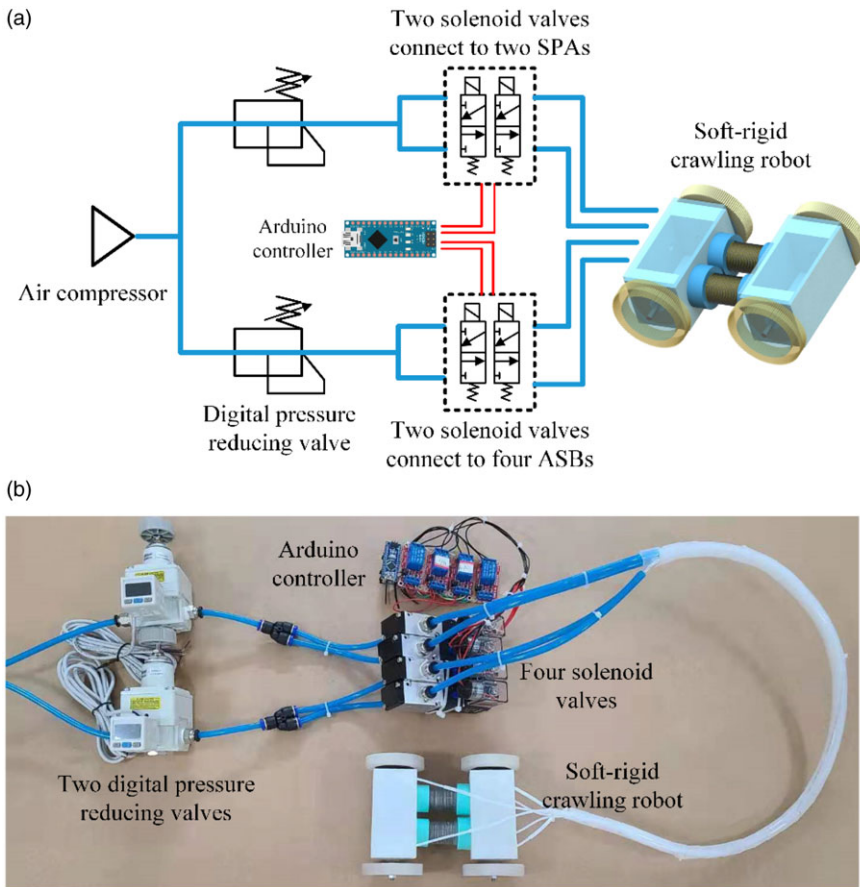 (a)
Two solenoid valves
connect to two SPAs
Soft-rigid
crawling robot
Arduino
controller
Air compressor
Digital pressure
reducing valve
Two solenoid valves
connect to four ASBs
(b)
Arduino
controller
Four solenoid
valves
Two digital pressure
reducing valves
Soft-rigid
crawling robot